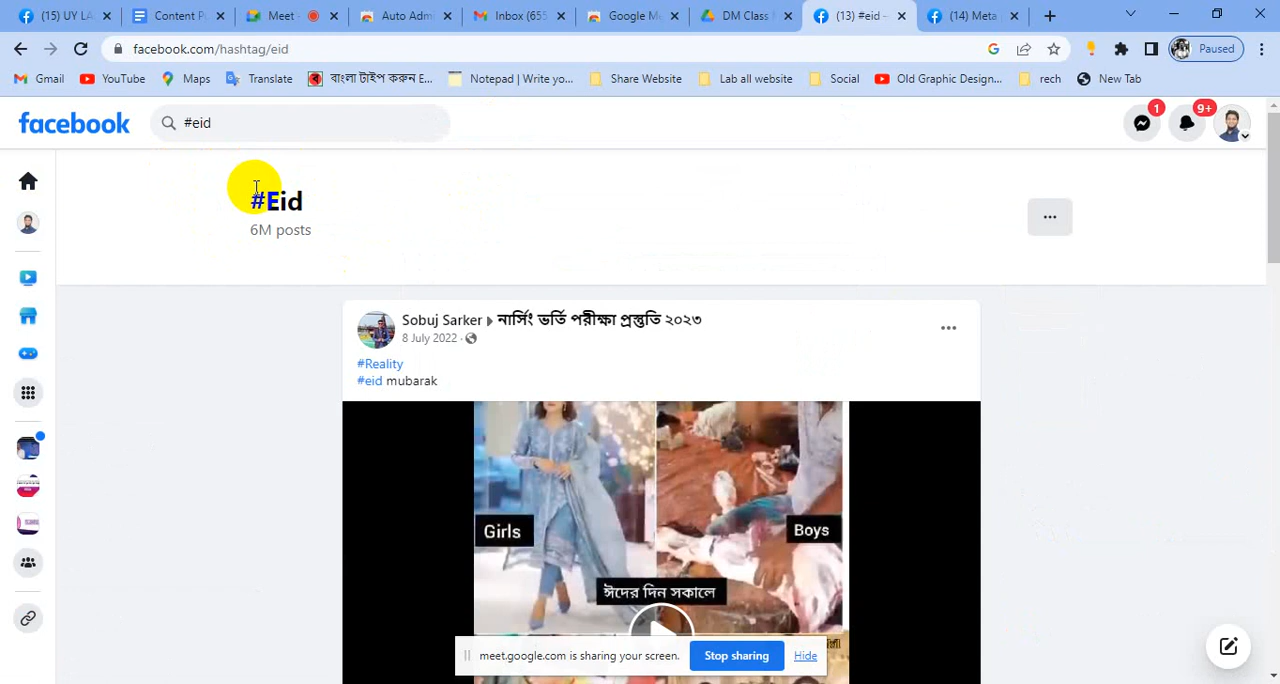 (15) UY LA
Content P
Meet -
Auto Adm
Inbox (655
Google M
DM Class
(13) #eid -
(14) Meta
facebook.com/hashtag/eid
Paused
Gmail
YouTube
Maps
Translate
বাংলা টাইপ করুন E...
Notepad | Write yo...
Share Website
Lab all website
Social
Old Graphic Design...
rech
New Tab
facebook
#eid
1
9+
#Eid
6M posts
Sobuj Sarker
নার্সিং ভর্তি পরীক্ষা প্রস্তুতি ২০২৩
8 July 2022
#Reality
#eid mubarak
Girls
Boys
ঈদের দিন সকালে
meet.google.com is sharing your screen.
Stop sharing
Hide